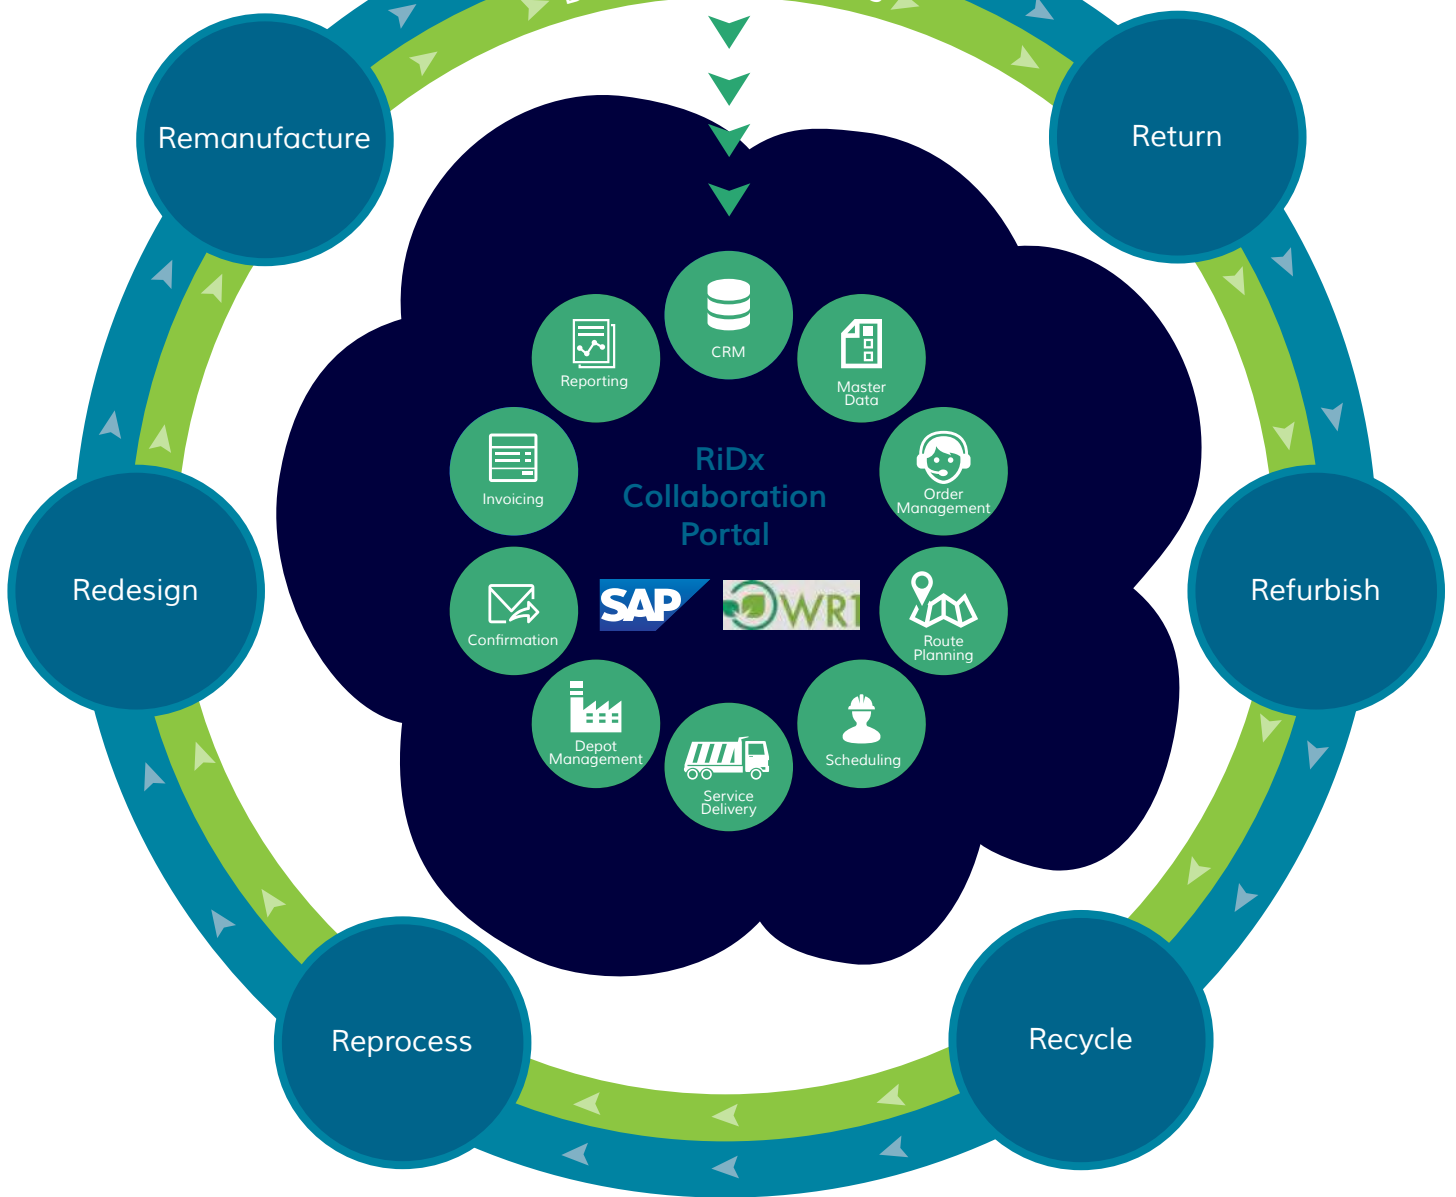 Remanufacture
Return
CRM
Reporting
Master
Data
RiDx
Collaboration
Portal
Invoicing
Order
Management
Redesign
Refurbish
SAP
Confirmation
Route
Planning
Depot
Management
Scheduling
Service
Delivery
Reprocess
Recycle